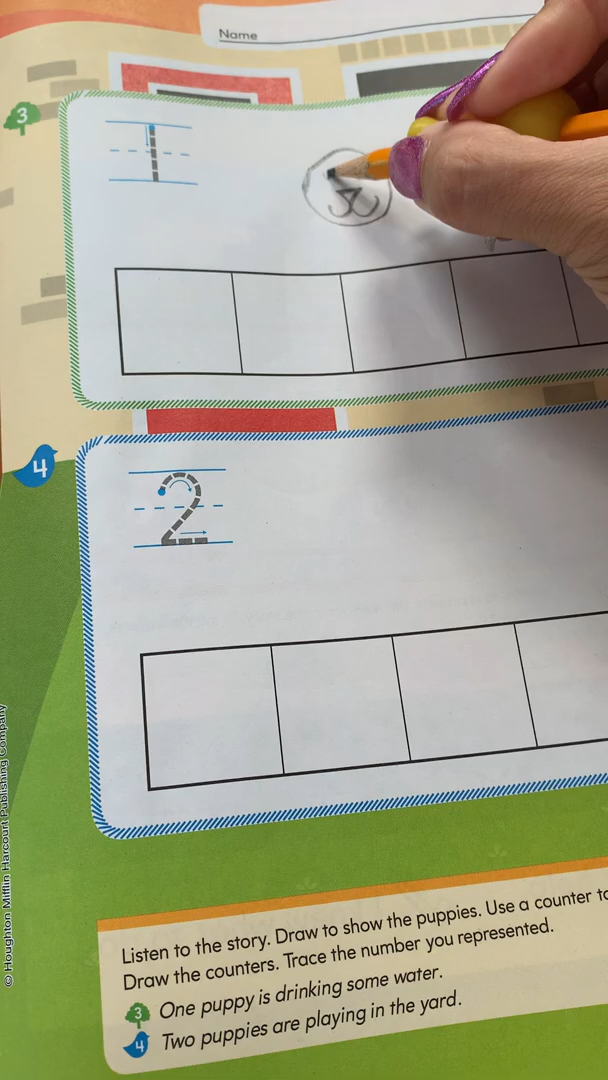 Name
3
1
4
2
© Houghton Mifflin Harcourt Publishing Company
Listen to the story. Draw to show the puppies. Use a counter to
Draw the counters. Trace the number you represented.
3 One puppy is drinking some water.
4 Two puppies are playing in the yard.